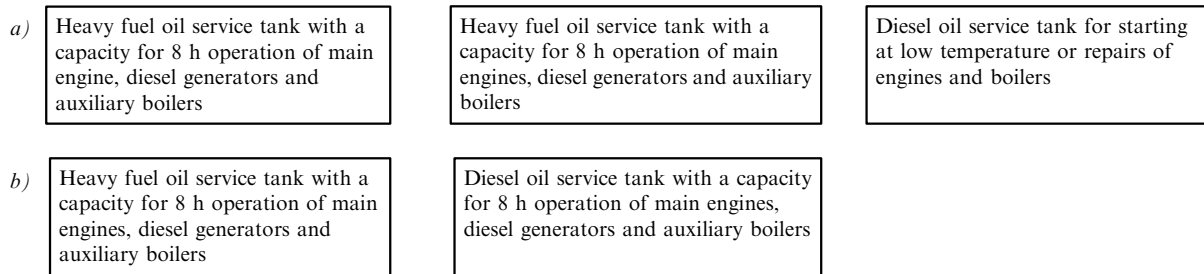 a)
Heavy fuel oil service tank with a
capacity for 8 h operation of main
engine, diesel generators and
auxiliary boilers
Heavy fuel oil service tank with a
capacity for 8 h operation of main
engines, diesel generators and auxiliary
boilers
Diesel oil service tank for starting
at low temperature or repairs of
engines and boilers
b)
Heavy fuel oil service tank with a
capacity for 8 h operation of main
engines, diesel generators and
auxiliary boilers
Diesel oil service tank with a capacity
for 8 h operation of main engines,
diesel generators and auxiliary boilers